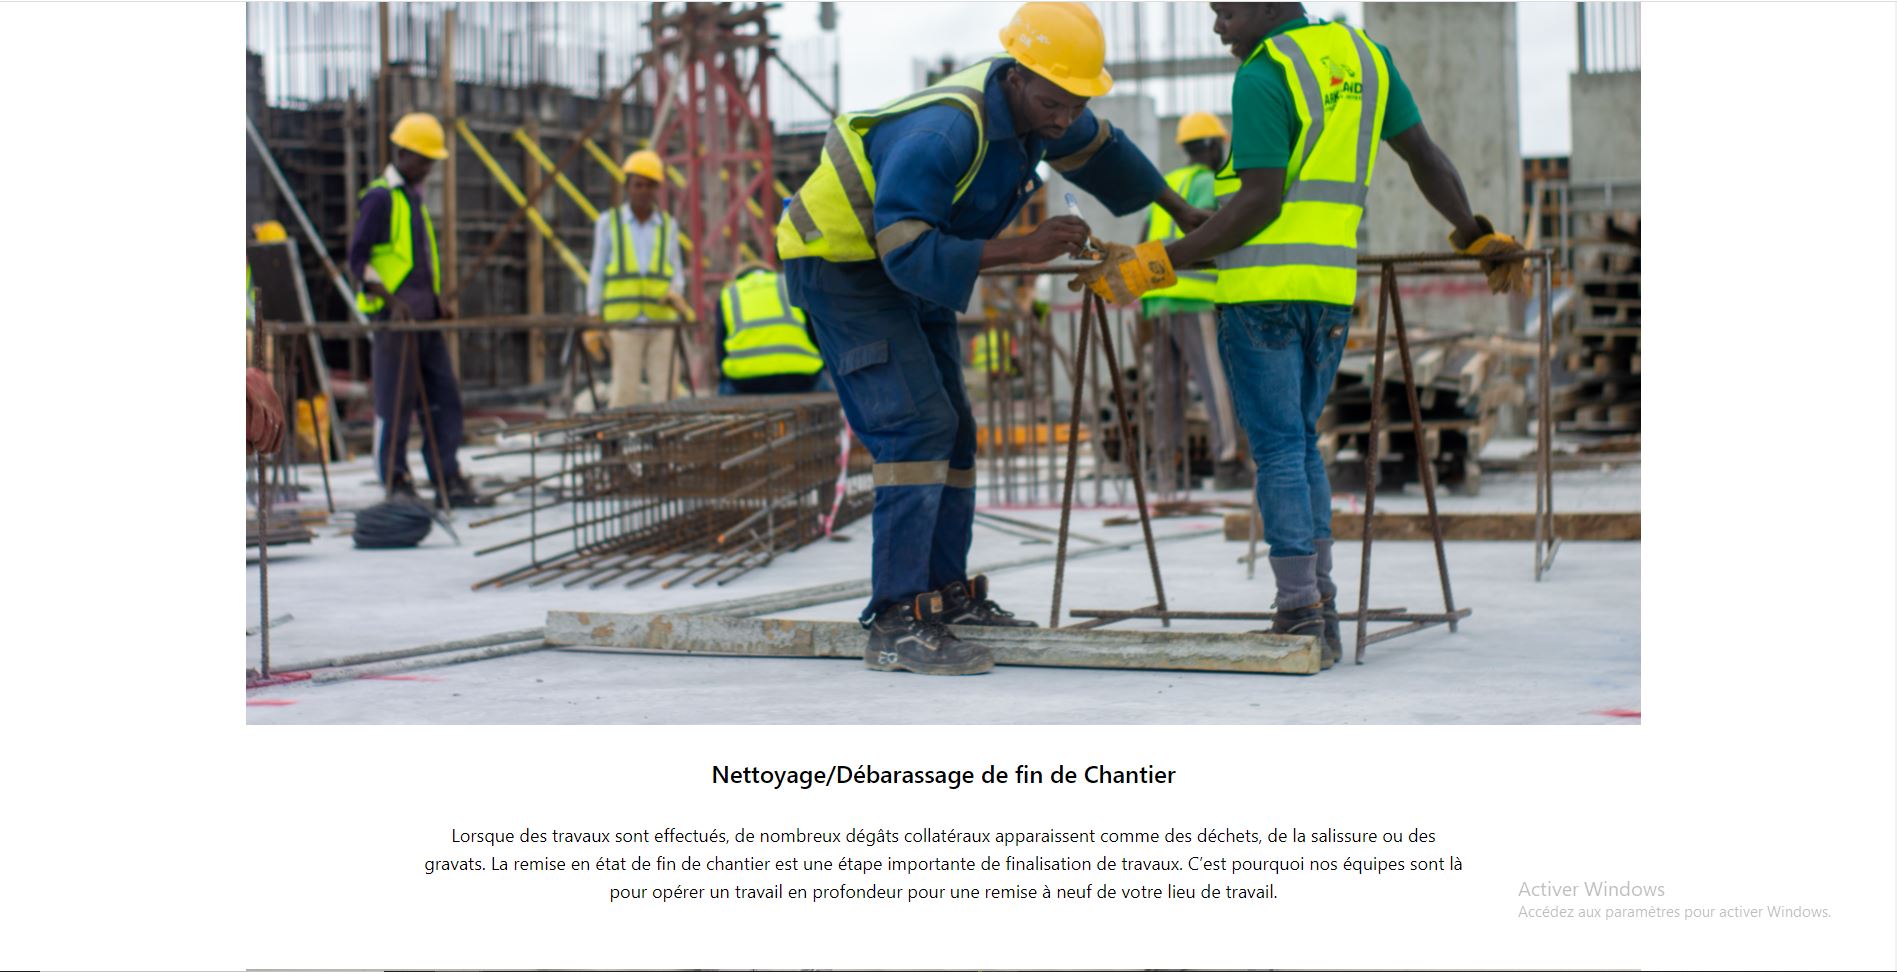 Nettoyage/Débarassage de fin de Chantier
Lorsque des travaux sont effectués, de nombreux dégâts collatéraux apparaissent comme des déchets, de la salissure ou des
gravats. La remise en état de fin de chantier est une étape importante de finalisation de travaux. C’est pourquoi nos équipes sont là
pour opérer un travail en profondeur pour une remise à neuf de votre lieu de travail.
Activer Windows
Accédez aux paramètres pour activer Windows.